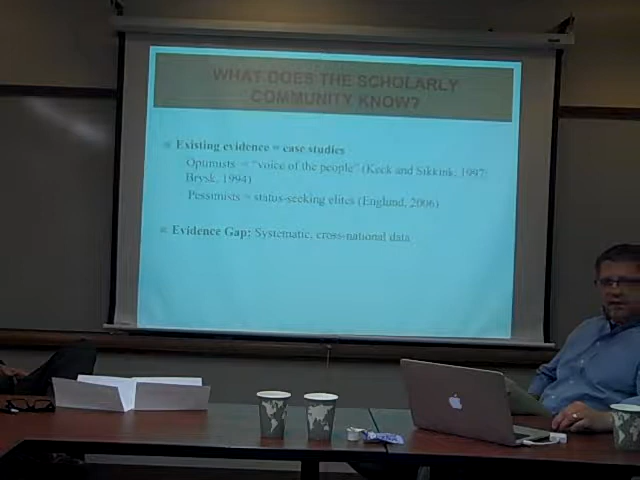 WHAT DOES THE SCHOLARLY
COMMUNITY KNOW?
Existing evidence = case studies
Optimists = "voice of the people" (Keck and Sikkink, 1997;
Brysk, 1994)
Pessimists = status-seeking elites (England, 2006)
Evidence Gap: Systematic, cross-national data